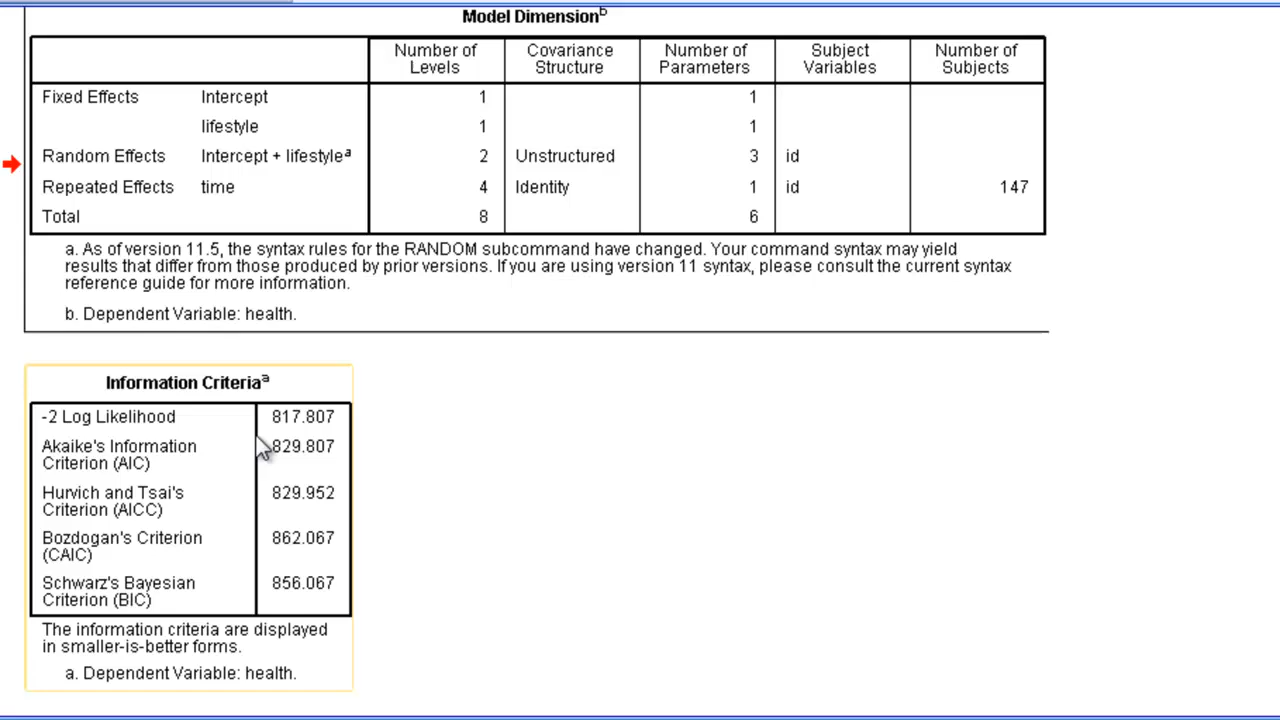 Model Dimensionb
Number of Levels Covariance Structure Number of Parameters Subject Variables Number of Subjects
Fixed Effects Intercept 1 1
lifestyle 1 1
Random Effects Intercept + lifestylea 2 Unstructured 3 id
Repeated Effects time 4 Identity 1 id 147
Total 8 6
a. As of version 11.5, the syntax rules for the RANDOM subcommand have changed. Your command syntax may yield
results that differ from those produced by prior versions. If you are using version 11 syntax, please consult the current syntax
reference guide for more information.
b. Dependent Variable: health.
Information Criteriaa
-2 Log Likelihood 817.807
Akaike's Information 829.807
Criterion (AIC)
Hurvich and Tsai's 829.952
Criterion (AICC)
Bozdogan's Criterion 862.067
(CAIC)
Schwarz's Bayesian 856.067
Criterion (BIC)
The information criteria are displayed
in smaller-is-better forms.
a. Dependent Variable: health.